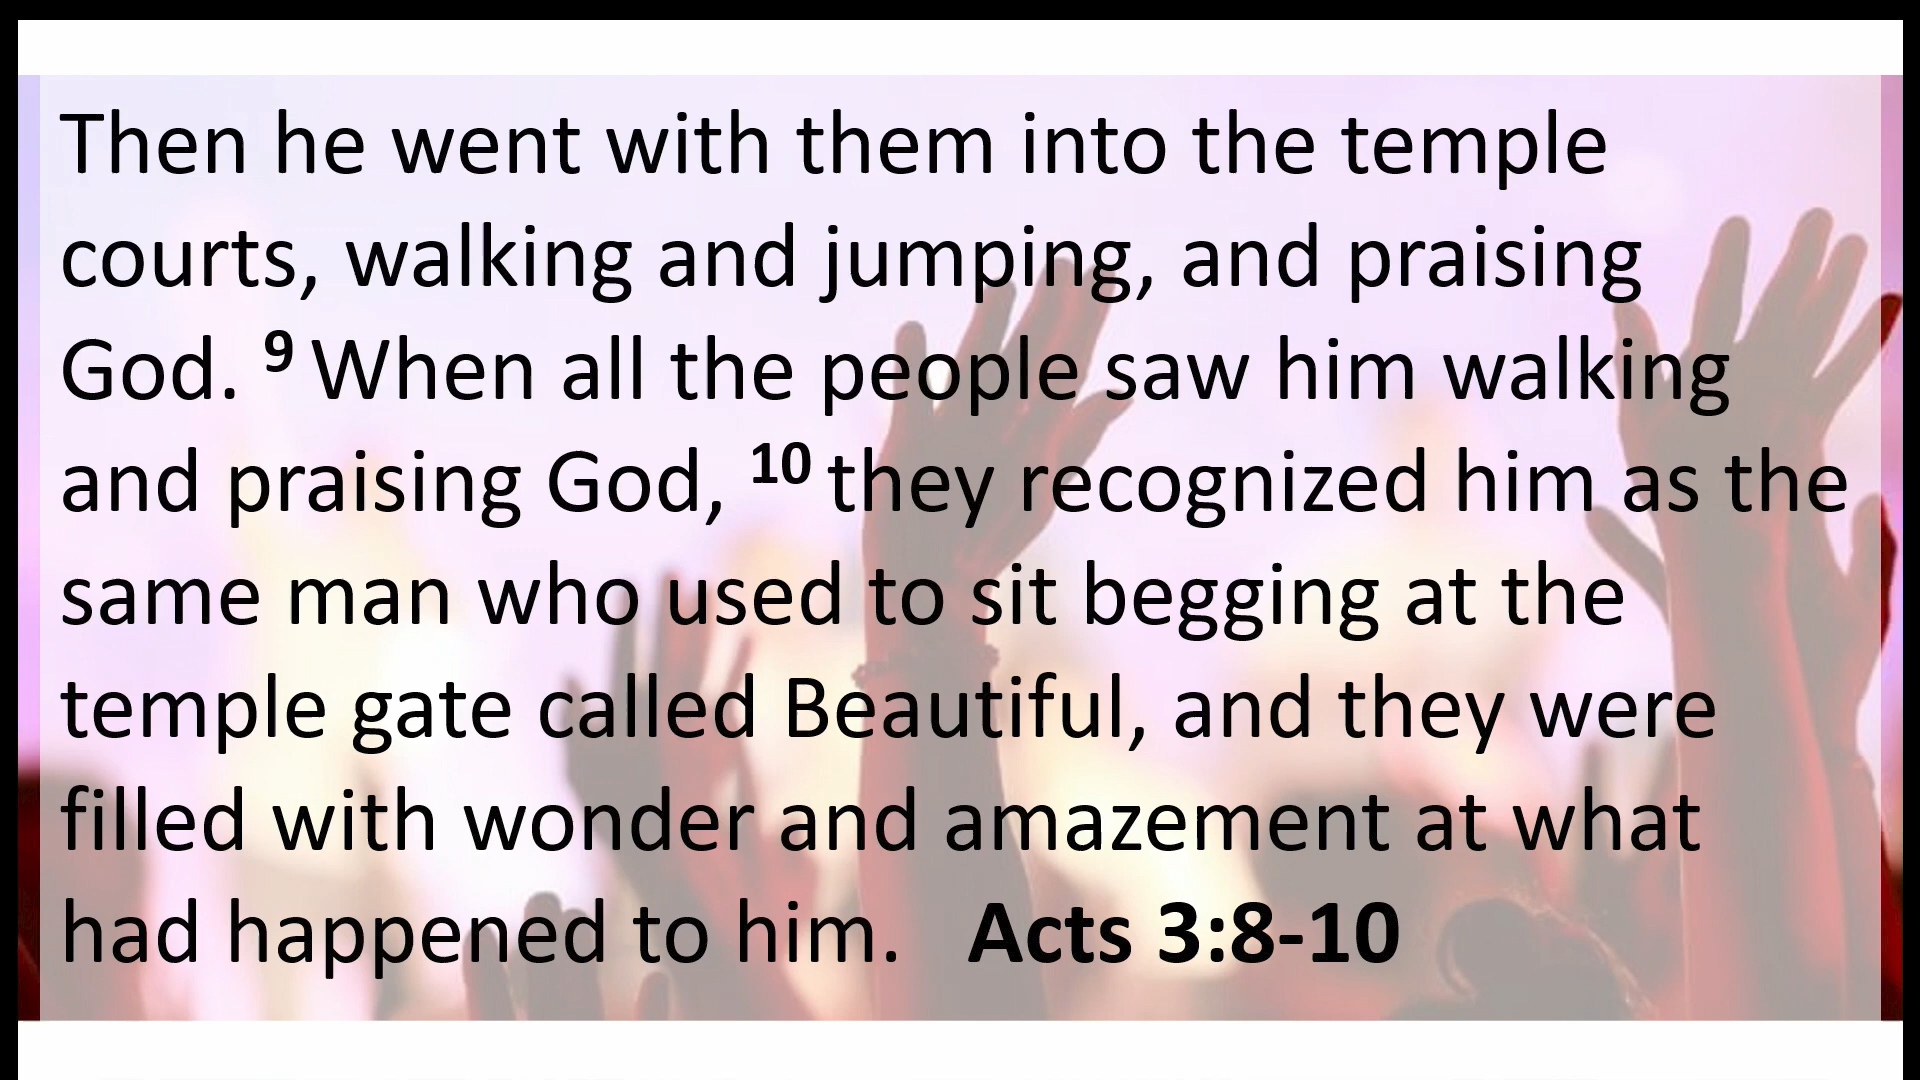 Then he went with them into the temple
courts, walking and jumping, and praising
God. 9 When all the people saw him walking
and praising God, 10 they recognized him as the
same man who used to sit begging at the
temple gate called Beautiful, and they were
filled with wonder and amazement at what
had happened to him. Acts 3:8-10